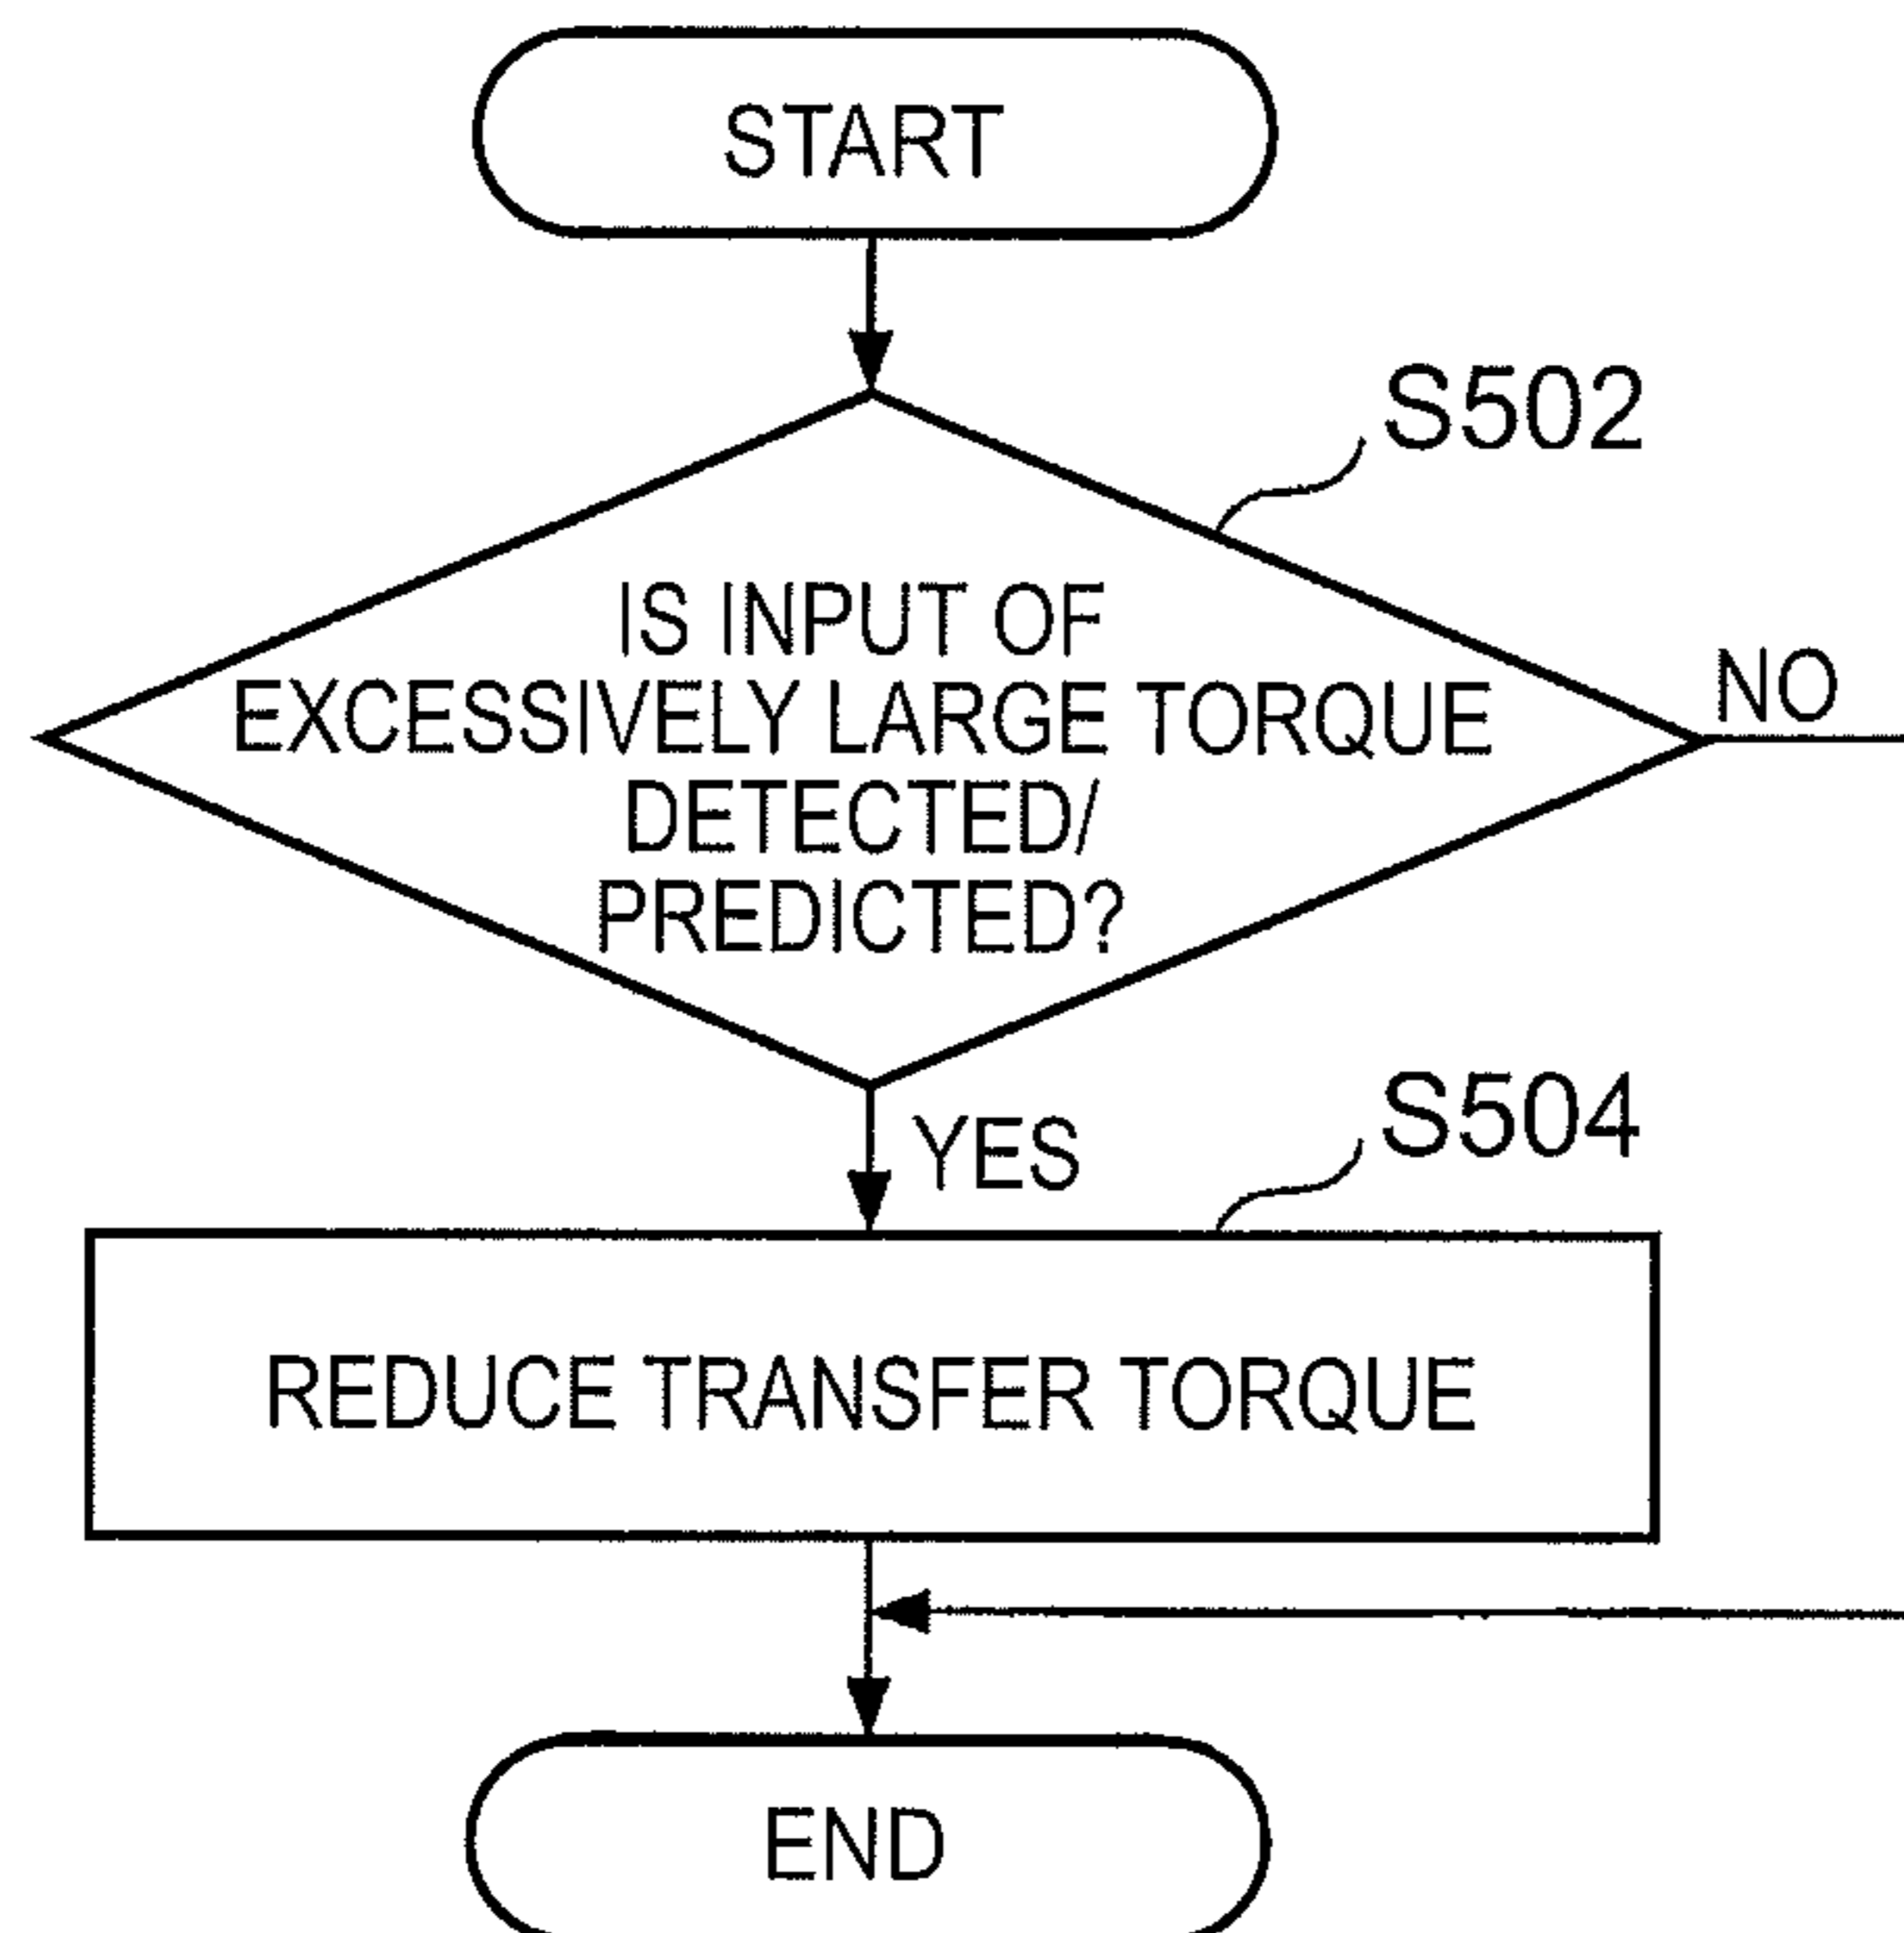 START
S502
IS INPUT OF
EXCESSIVELY LARGE TORQUE
DETECTED/
PREDICTED?
NO
YES
S504
REDUCE TRANSFER TORQUE
END